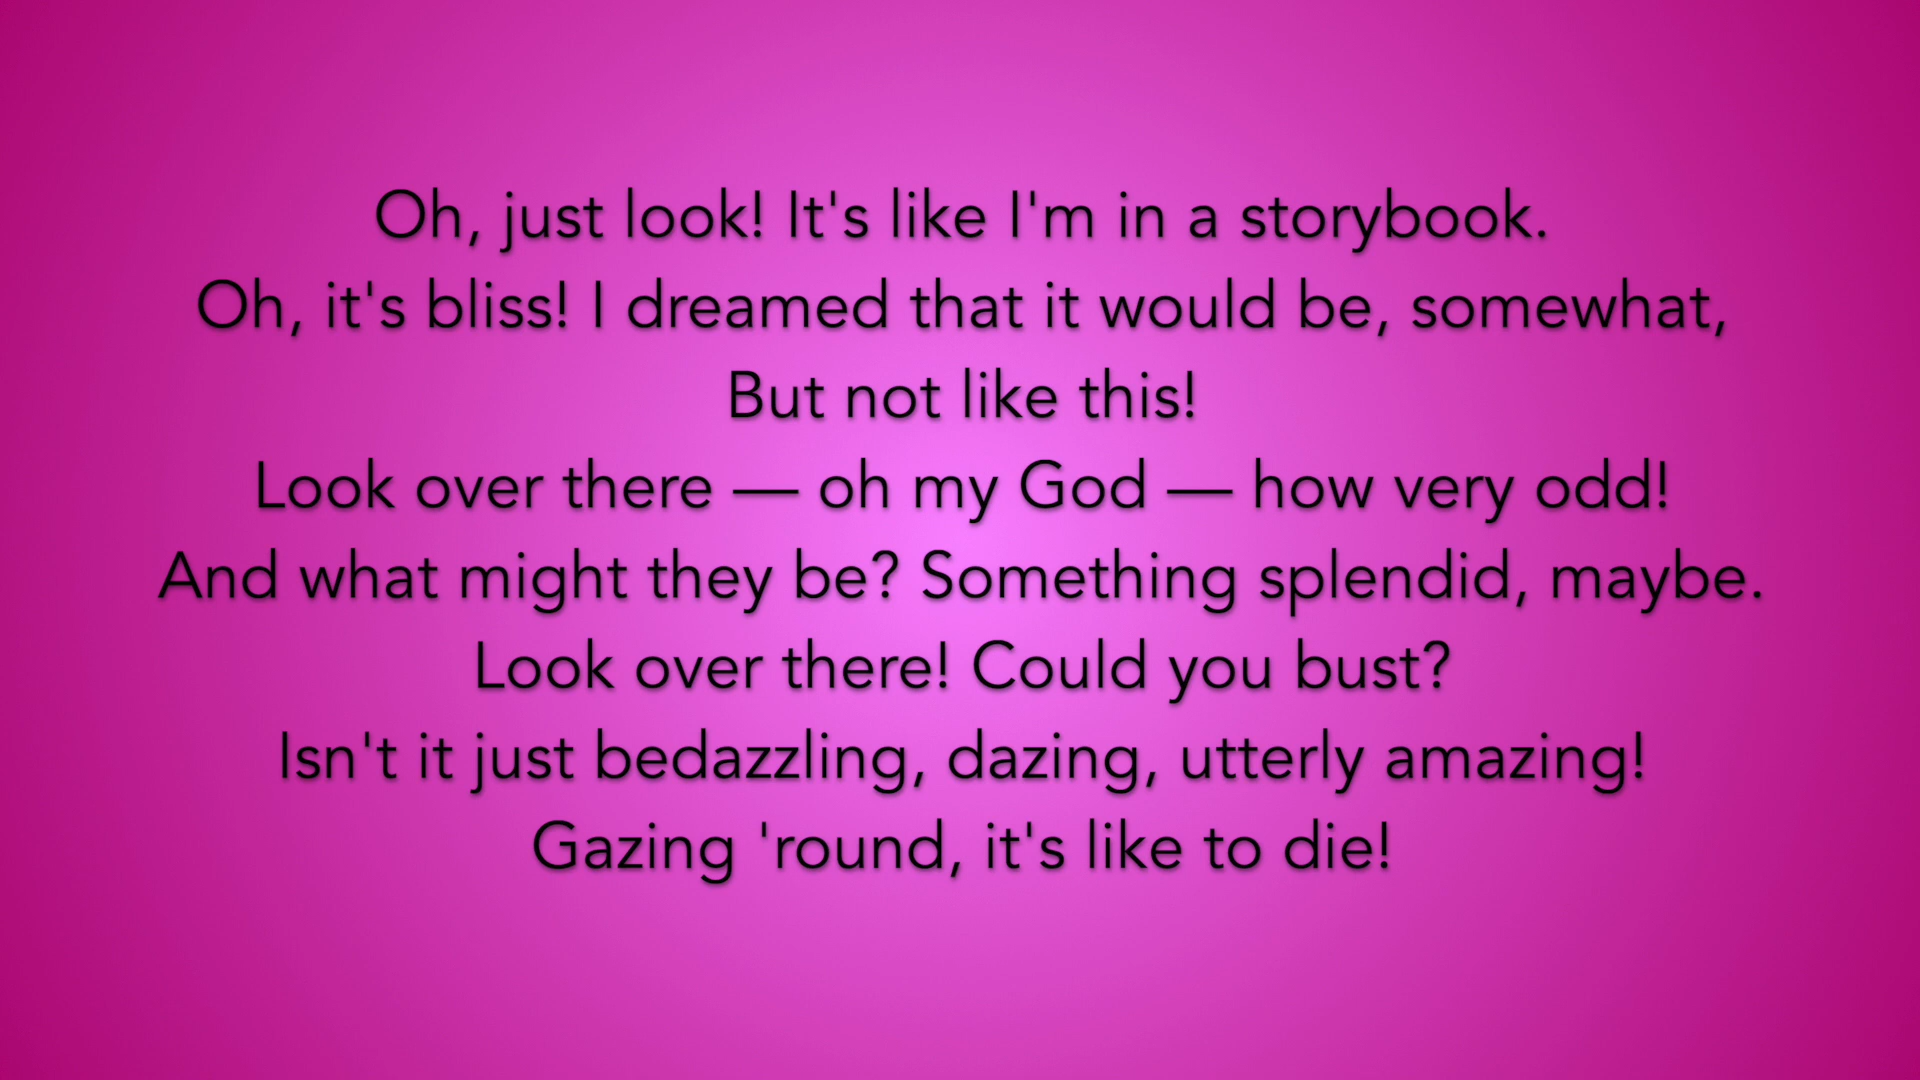 Oh, just look! It's like I'm in a storybook.
Oh, it's bliss! I dreamed that it would be, somewhat,
But not like this!
Look over there — oh my God — how very odd!
And what might they be? Something splendid, maybe.
Look over there! Could you bust?
Isn't it just bedazzling, dazing, utterly amazing!
Gazing 'round, it's like to die!